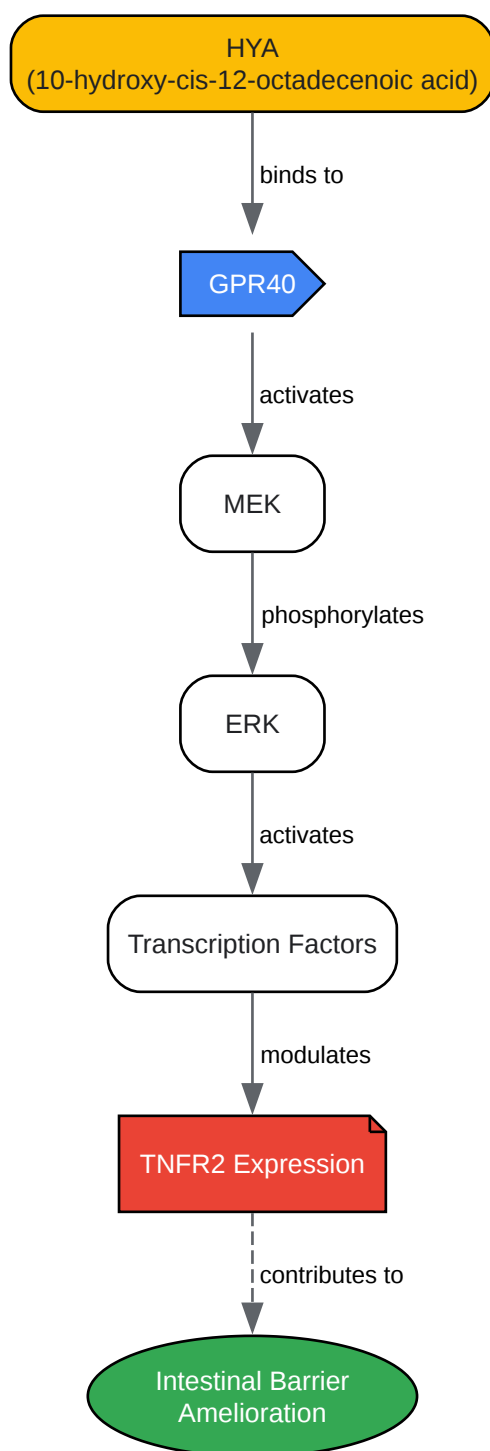 HYA
(10-hydroxy-cis-12-octadecenoic acid)
binds to
GPR40
activates
MEK
phosphorylates
ERK
activates
Transcription Factors
modulates
TNFR2 Expression
contributes to
Intestinal Barrier
Amelioration